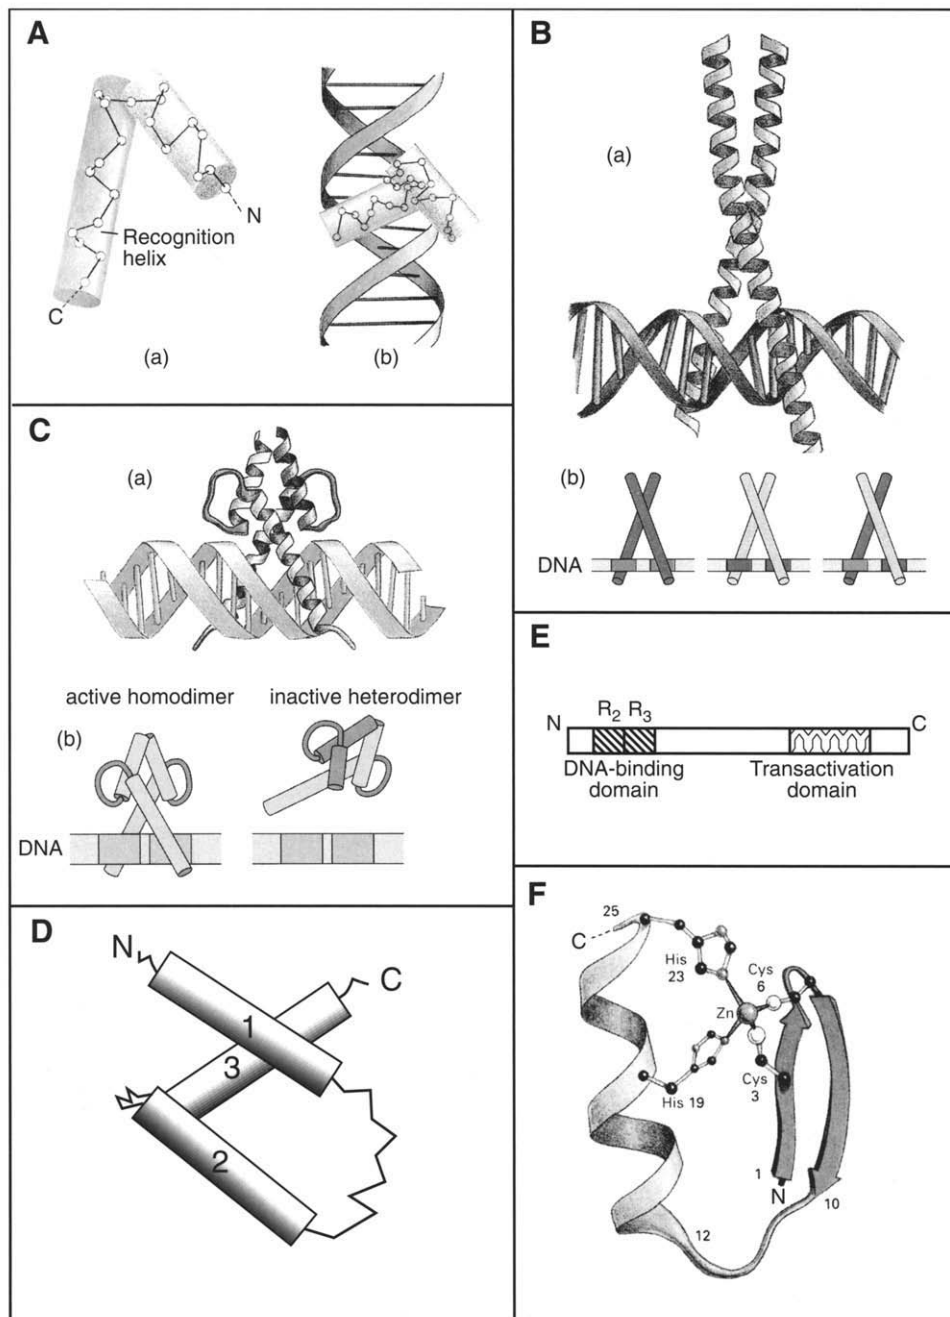 A
N
Recognition
helix
C
(a)
(b)
B
(a)
(b)
DNA
C
(a)
active homodimer
inactive heterodimer
(b)
DNA
D
N
C
1
3
2
E
N
R2 R3
C
DNA-binding
domain
Transactivation
domain
F
25
C
His
23
Cys
6
Zn
Cys
3
His 19
1
N
10
12